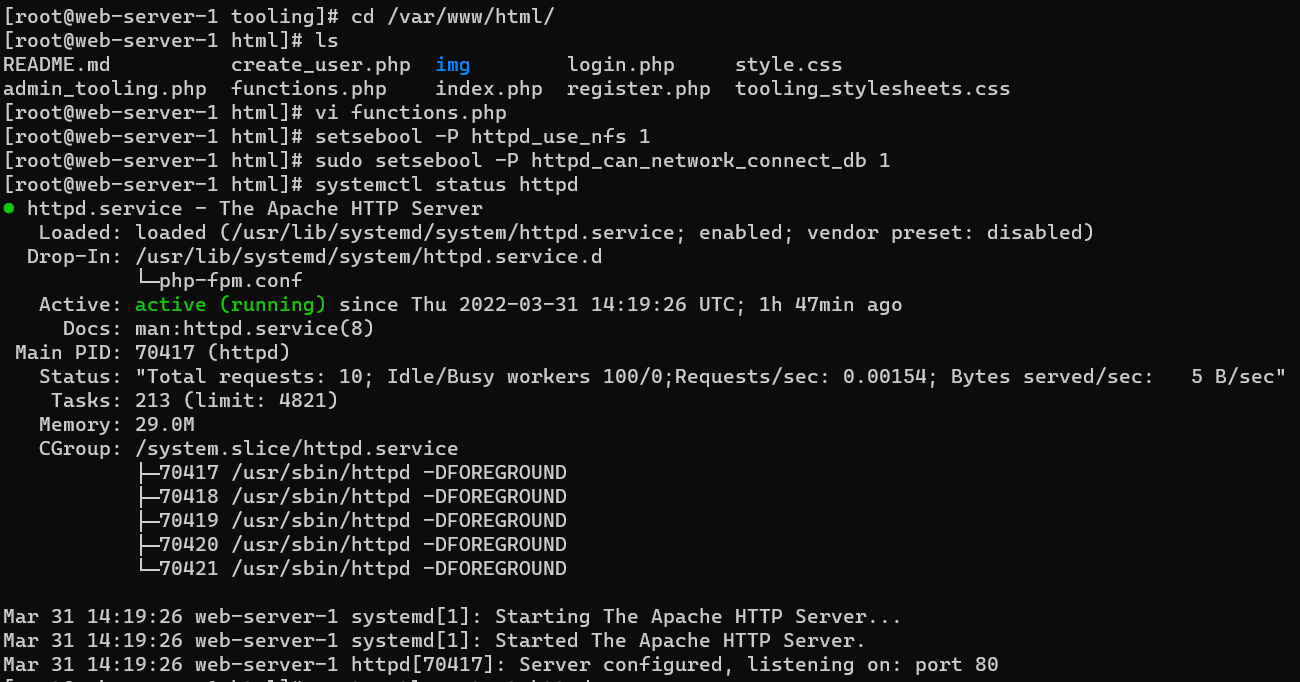 [root@web-server-1 tooling]# cd /var/www/html/
[root@web-server-1 html]# ls
README.md          create_user.php  img        login.php     style.css
admin_tooling.php  functions.php    index.php  register.php  tooling_stylesheets.css
[root@web-server-1 html]# vi functions.php
[root@web-server-1 html]# setsebool -P httpd_use_nfs 1
[root@web-server-1 html]# sudo setsebool -P httpd_can_network_connect_db 1
[root@web-server-1 html]# systemctl status httpd
● httpd.service - The Apache HTTP Server
   Loaded: loaded (/usr/lib/systemd/system/httpd.service; enabled; vendor preset: disabled)
  Drop-In: /usr/lib/systemd/system/httpd.service.d
           └─php-fpm.conf
   Active: active (running) since Thu 2022-03-31 14:19:26 UTC; 1h 47min ago
     Docs: man:httpd.service(8)
 Main PID: 70417 (httpd)
   Status: "Total requests: 10; Idle/Busy workers 100/0;Requests/sec: 0.00154; Bytes served/sec:   5 B/sec"
    Tasks: 213 (limit: 4821)
   Memory: 29.0M
   CGroup: /system.slice/httpd.service
           ├─70417 /usr/sbin/httpd -DFOREGROUND
           ├─70418 /usr/sbin/httpd -DFOREGROUND
           ├─70419 /usr/sbin/httpd -DFOREGROUND
           ├─70420 /usr/sbin/httpd -DFOREGROUND
           └─70421 /usr/sbin/httpd -DFOREGROUND
Mar 31 14:19:26 web-server-1 systemd[1]: Starting The Apache HTTP Server...
Mar 31 14:19:26 web-server-1 systemd[1]: Started The Apache HTTP Server.
Mar 31 14:19:26 web-server-1 httpd[70417]: Server configured, listening on: port 80